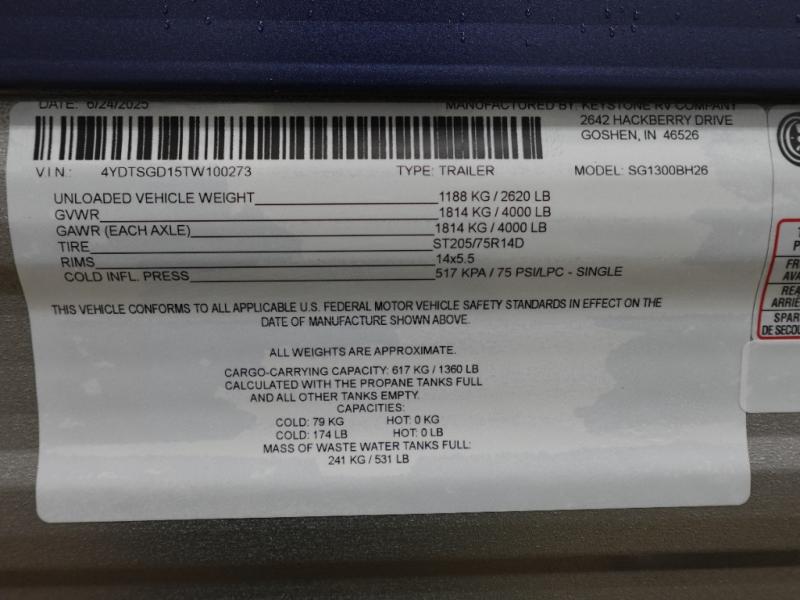 DATE: 6/24/2025 MANUFACTURED BY: KEYSTONE RV COMPANY
2642 HACKBERRY DRIVE
GOSHEN, IN 46526
VIN: 4YDTSGD15TW100273 TYPE: TRAILER MODEL: SG1300BH26
UNLOADED VEHICLE WEIGHT 1188 KG / 2620 LB
GVWR 1814 KG / 4000 LB
GAWR (EACH AXLE) 1814 KG / 4000 LB
TIRE ST205/75R14D
RIMS 14x5.5
COLD INFL. PRESS 517 KPA / 75 PSI/LPC - SINGLE
THIS VEHICLE CONFORMS TO ALL APPLICABLE U.S. FEDERAL MOTOR VEHICLE SAFETY STANDARDS IN EFFECT ON THE
DATE OF MANUFACTURE SHOWN ABOVE.
ALL WEIGHTS ARE APPROXIMATE.
CARGO-CARRYING CAPACITY: 617 KG / 1360 LB
CALCULATED WITH THE PROPANE TANKS FULL
AND ALL OTHER TANKS EMPTY.
CAPACITIES:
COLD: 79 KG HOT: 0 KG
COLD: 174 LB HOT: 0 LB
MASS OF WASTE WATER TANKS FULL:
241 KG / 531 LB